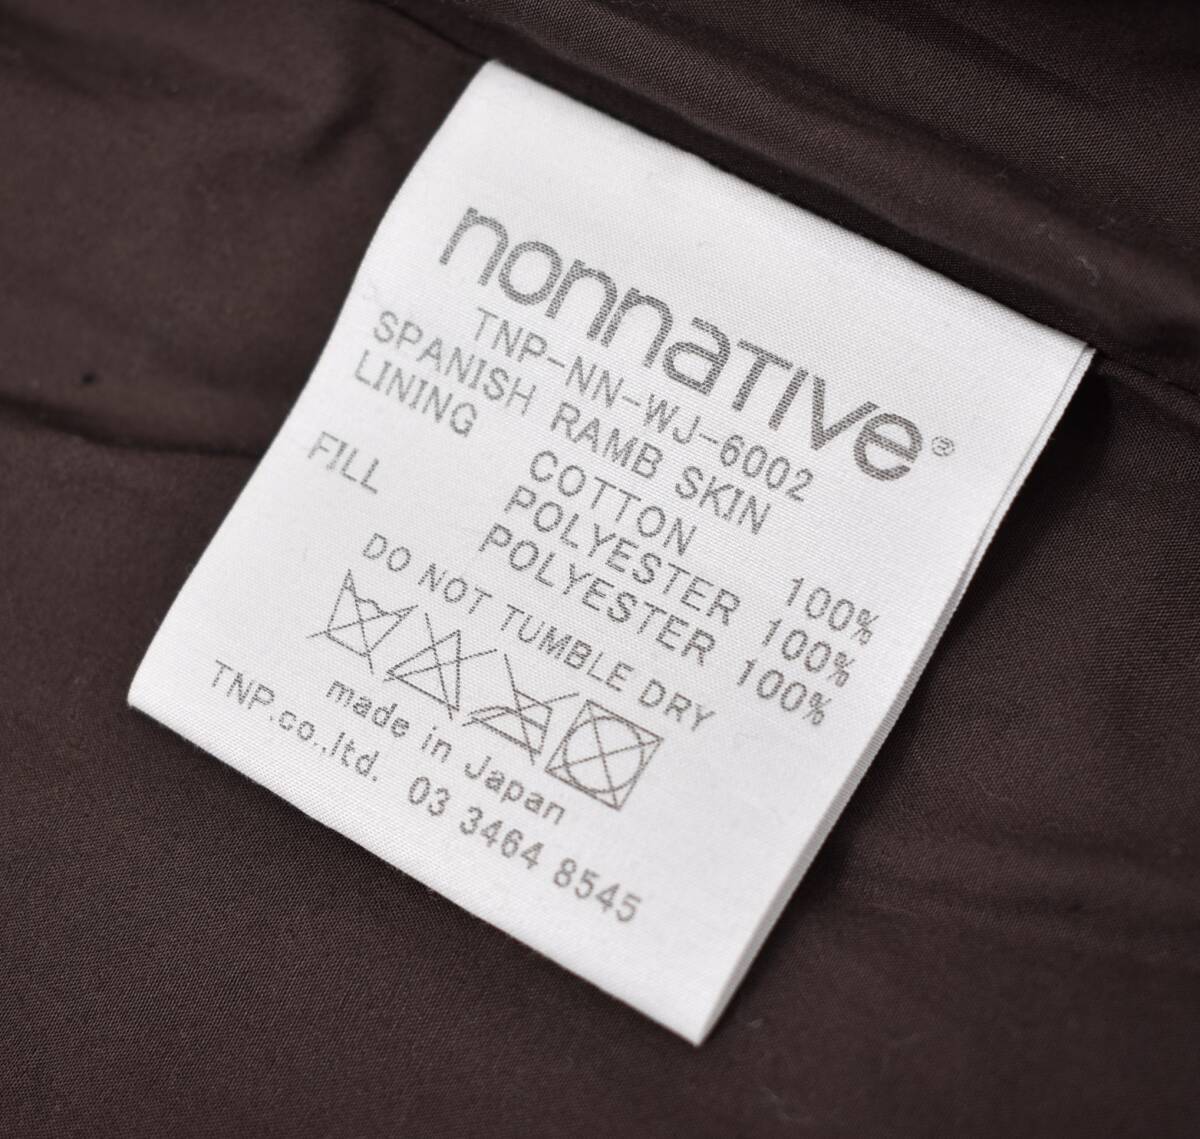 nonnaTIVe®
TNP-NN-WJ-6002
SPANISH RAMB SKIN
LINING COTTON 100%
POLYESTER 100%
FILL POLYESTER 100%
DO NOT TUMBLE DRY
made in Japan
TNP.co.,ltd. 03 3464 8545